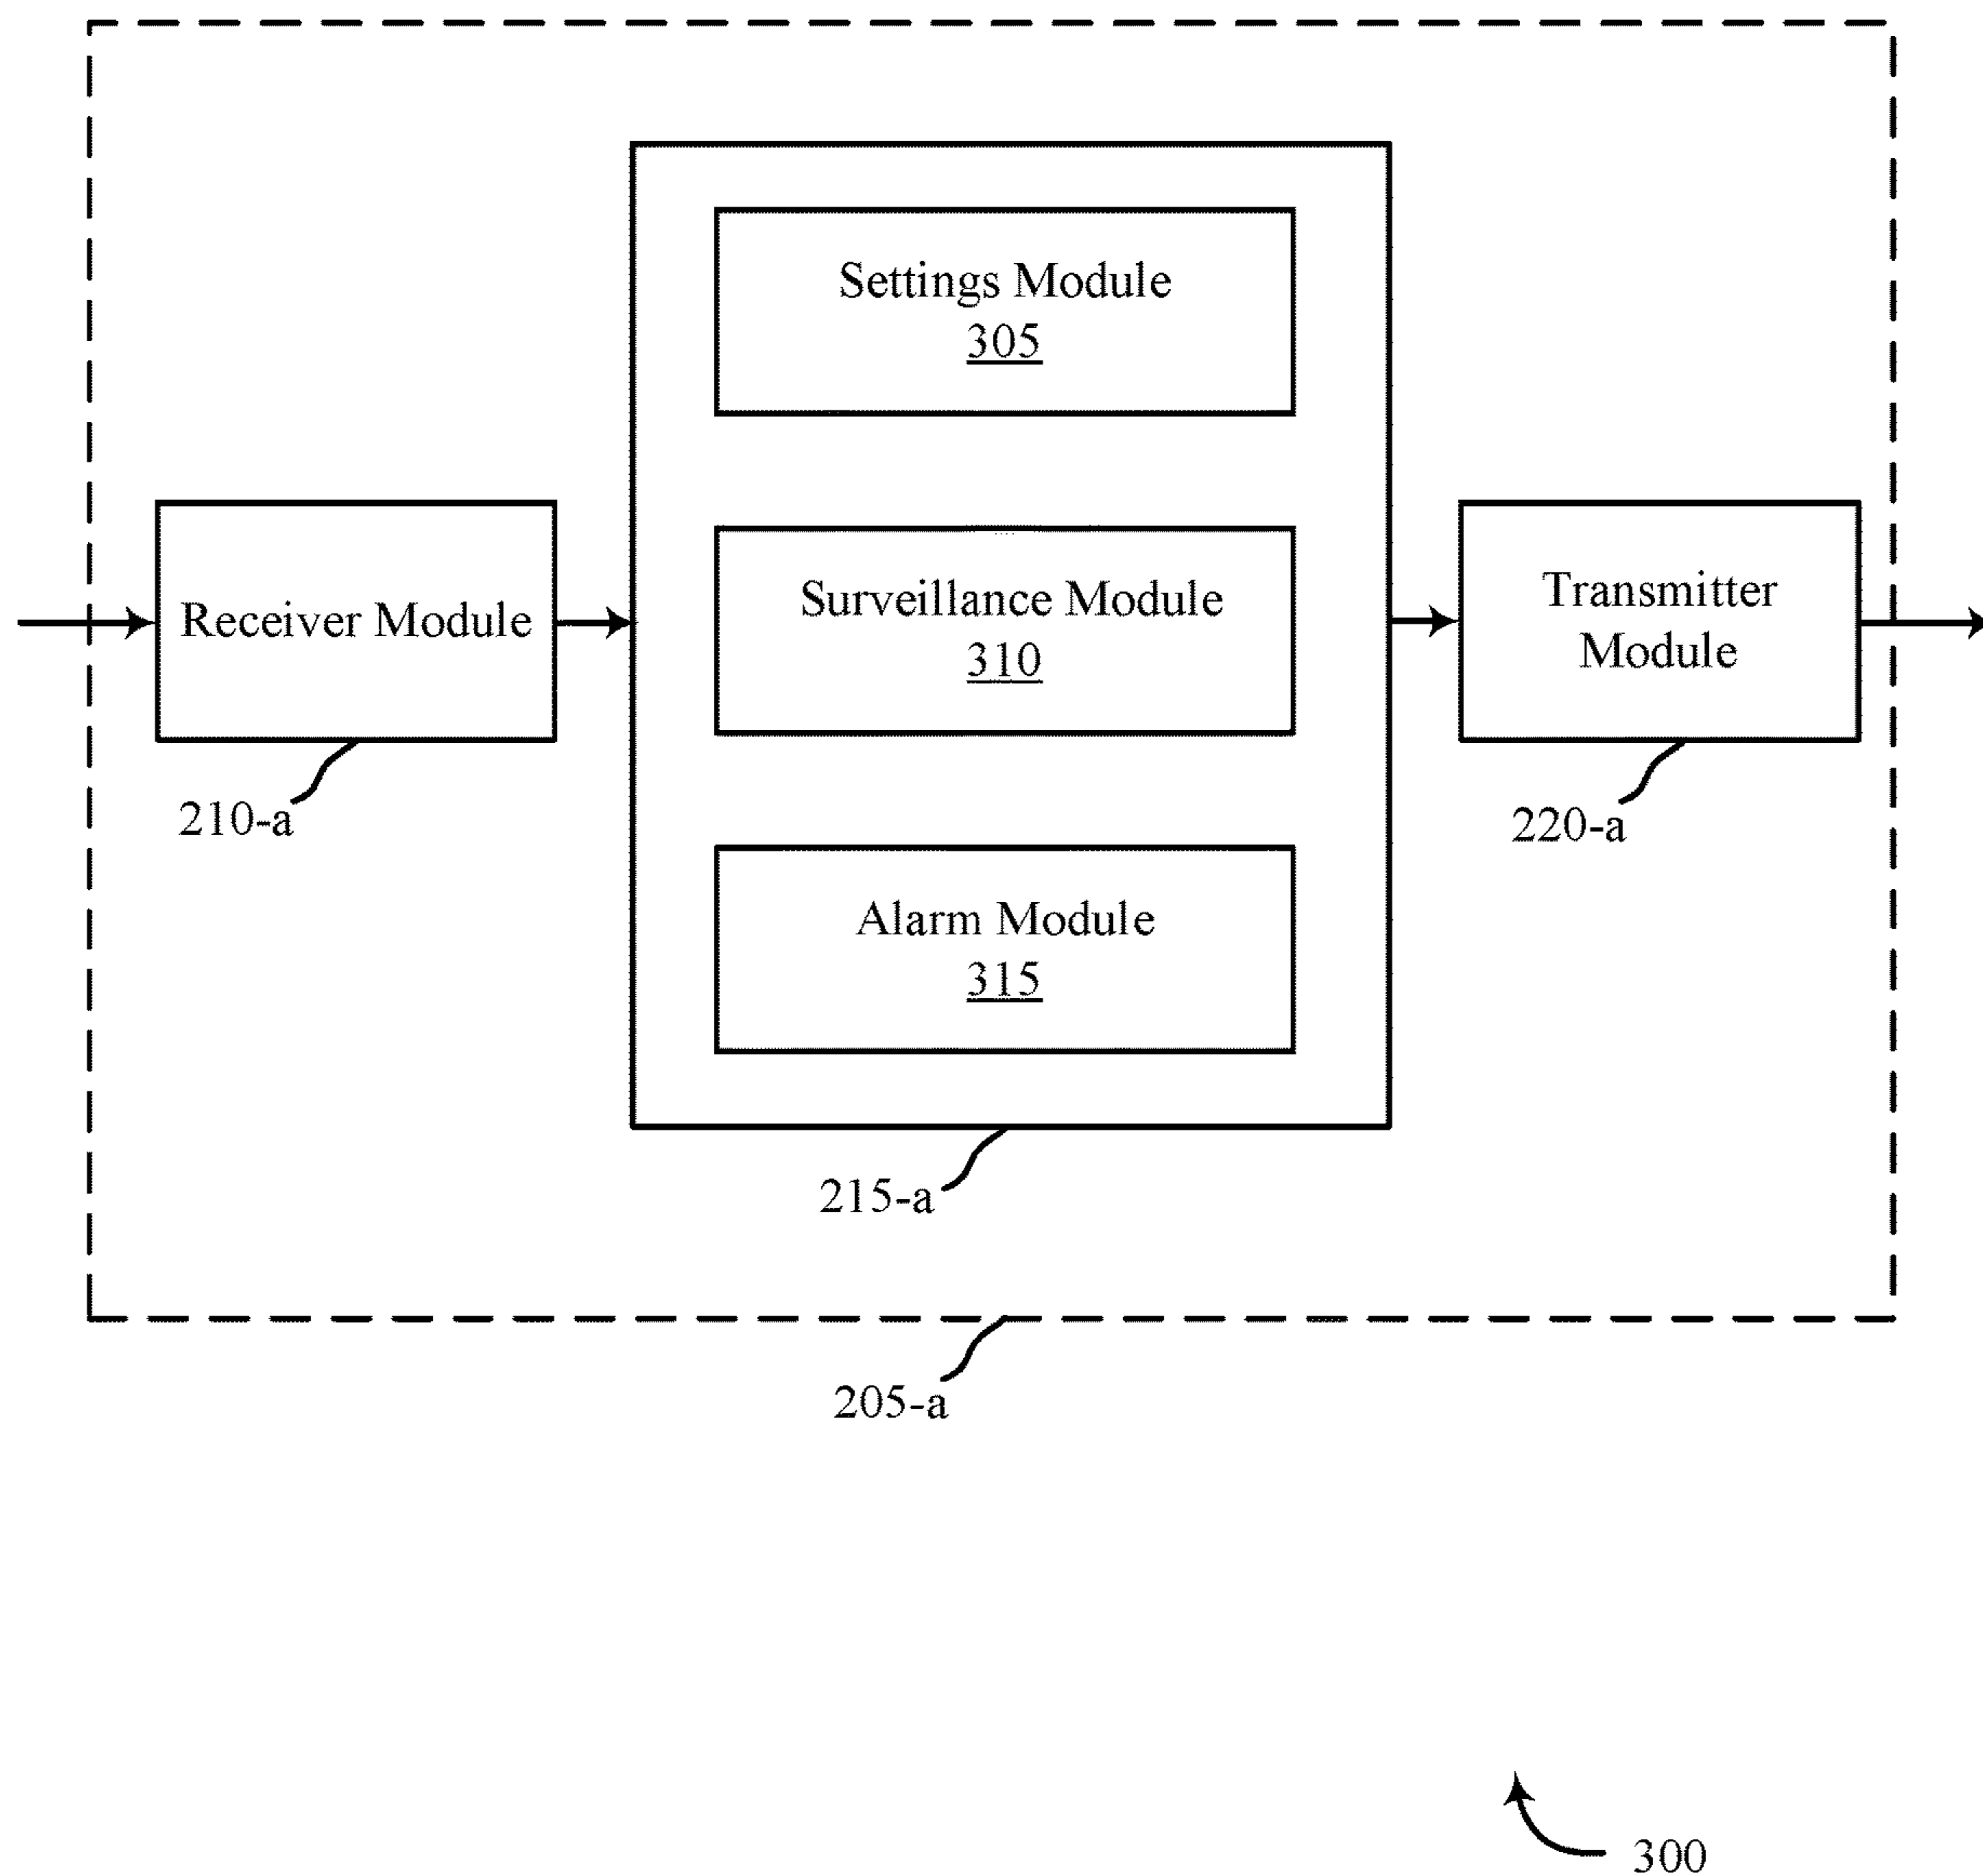 Settings Module
305
Receiver Module
Surveillance Module
310
Transmitter
Module
210-a
220-a
Alarm Module
315
215-a
205-a
300